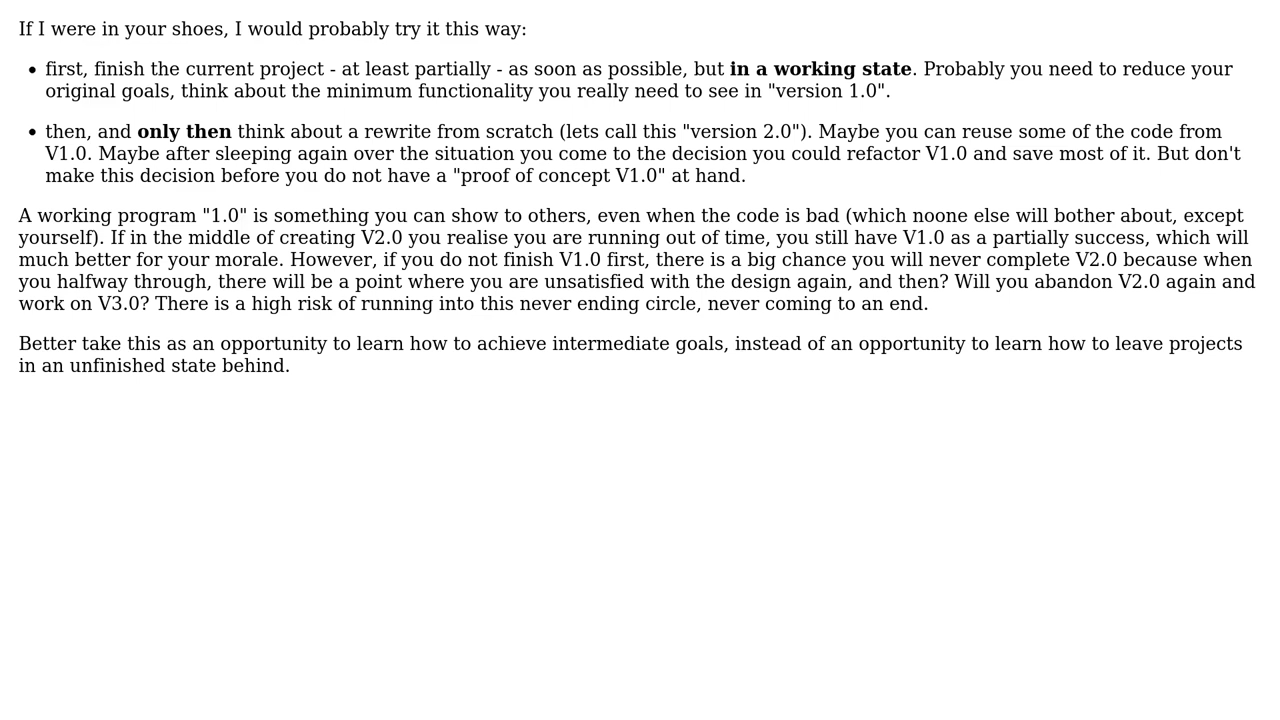 If I were in your shoes, I would probably try it this way:
• first, finish the current project - at least partially - as soon as possible, but in a working state. Probably you need to reduce your
original goals, think about the minimum functionality you really need to see in "version 1.0".
• then, and only then think about a rewrite from scratch (lets call this "version 2.0"). Maybe you can reuse some of the code from
V1.0. Maybe after sleeping again over the situation you come to the decision you could refactor V1.0 and save most of it. But don't
make this decision before you do not have a "proof of concept V1.0" at hand.
A working program "1.0" is something you can show to others, even when the code is bad (which noone else will bother about, except
yourself). If in the middle of creating V2.0 you realise you are running out of time, you still have V1.0 as a partially success, which will
much better for your morale. However, if you do not finish V1.0 first, there is a big chance you will never complete V2.0 because when
you halfway through, there will be a point where you are unsatisfied with the design again, and then? Will you abandon V2.0 again and
work on V3.0? There is a high risk of running into this never ending circle, never coming to an end.
Better take this as an opportunity to learn how to achieve intermediate goals, instead of an opportunity to learn how to leave projects
in an unfinished state behind.